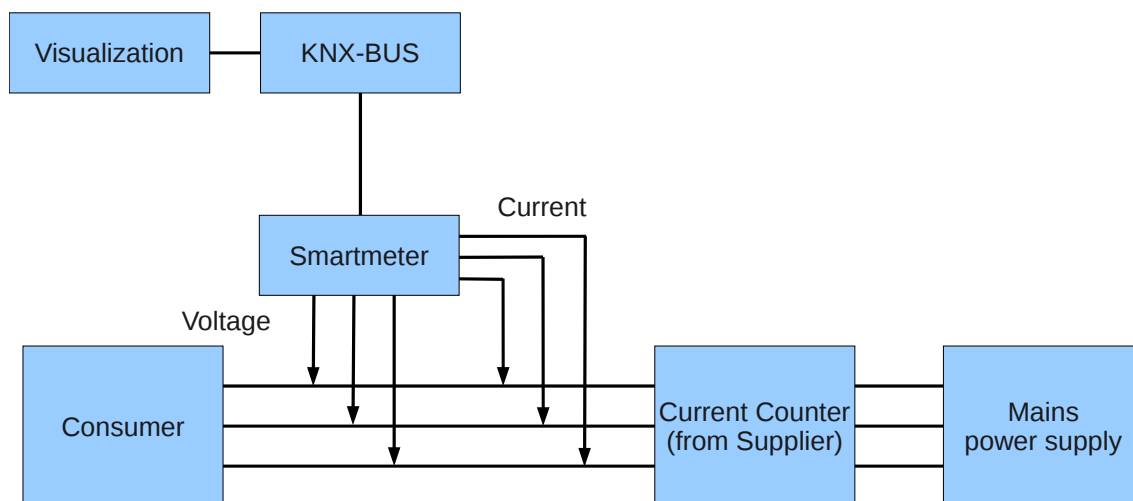 Visualization
KNX-BUS
Current
Smartmeter
Voltage
Consumer
Current Counter
(from Supplier)
Mains
power supply